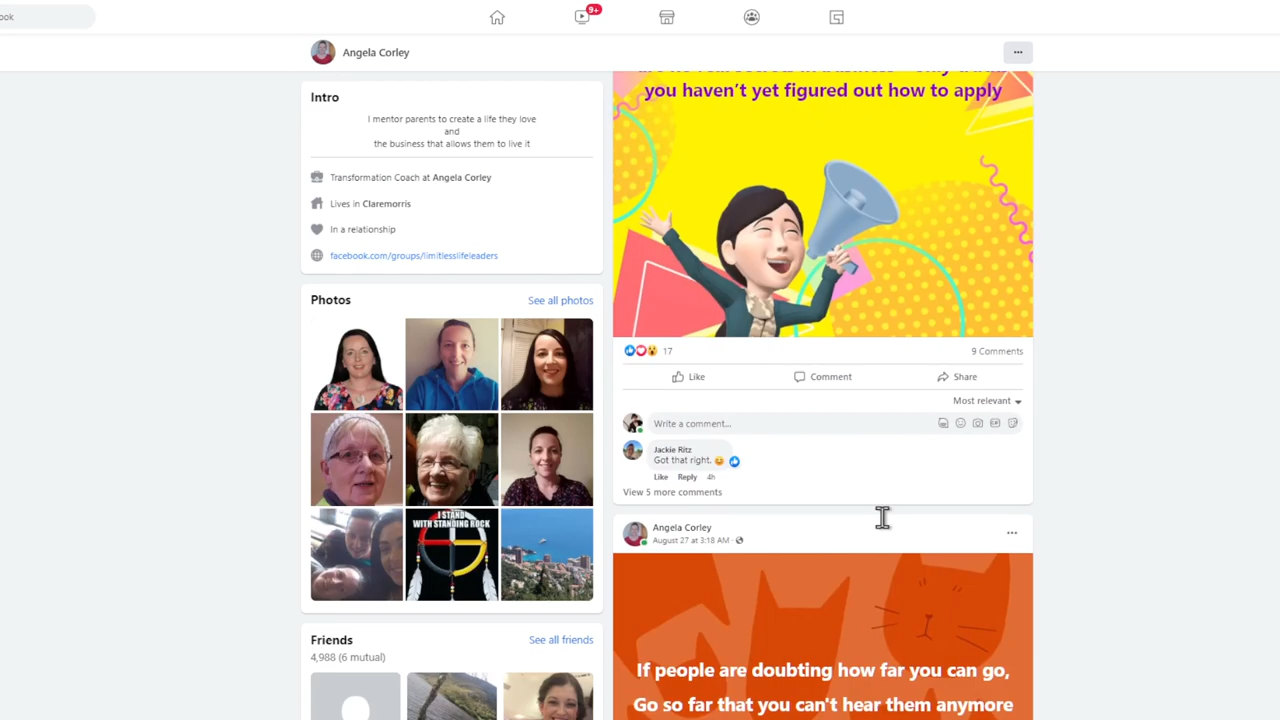 ook
9+
Angela Corley
Intro
I mentor parents to create a life they love
and
the business that allows them to live it
Transformation Coach at Angela Corley
Lives in Claremorris
In a relationship
facebook.com/groups/limitlesslifeleaders
Photos
See all photos
I STAND
WITH STANDING ROCK
Friends
See all friends
4,988 (6 mutual)
you haven't yet figured out how to apply
17
9 Comments
Like
Comment
Share
Most relevant
Write a comment...
GIF
Jackie Ritz
Got that right.
Like Reply 4h
View 5 more comments
Angela Corley
August 27 at 3:18 AM ·
If people are doubting how far you can go,
Go so far that you can't hear them anymore